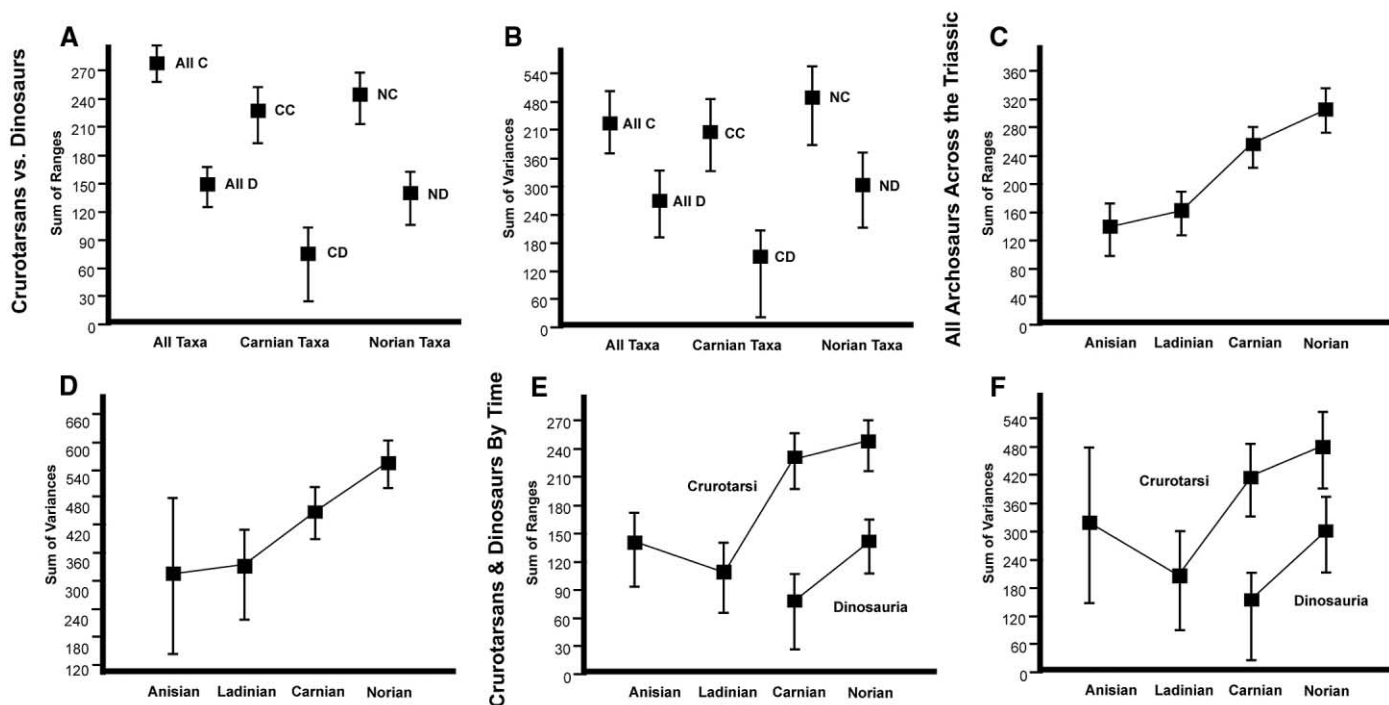 Crurotarsans vs. Dinosaurs
A
Sum of Ranges
270
240
210
180
150
120
90
60
30
0
All C
All D
CC
CD
NC
ND
All Taxa
Carnian Taxa
Norian Taxa
B
Sum of Variances
540
480
210
360
300
240
180
120
60
0
All C
All D
CC
CD
NC
ND
All Taxa
Carnian Taxa
Norian Taxa
All Archosaurs Across the Triassic
C
Sum of Ranges
360
320
280
240
200
160
120
80
40
0
Anisian
Ladinian
Carnian
Norian
D
Sum of Variances
660
600
540
480
420
360
300
240
180
120
Anisian
Ladinian
Carnian
Norian
Crurotarsans & Dinosaurs By Time
E
Sum of Ranges
270
240
210
180
150
120
90
60
30
0
Crurotarsi
Dinosauria
Anisian
Ladinian
Carnian
Norian
F
Sum of Variances
540
480
420
360
300
240
180
120
60
0
Crurotarsi
Dinosauria
Anisian
Ladinian
Carnian
Norian